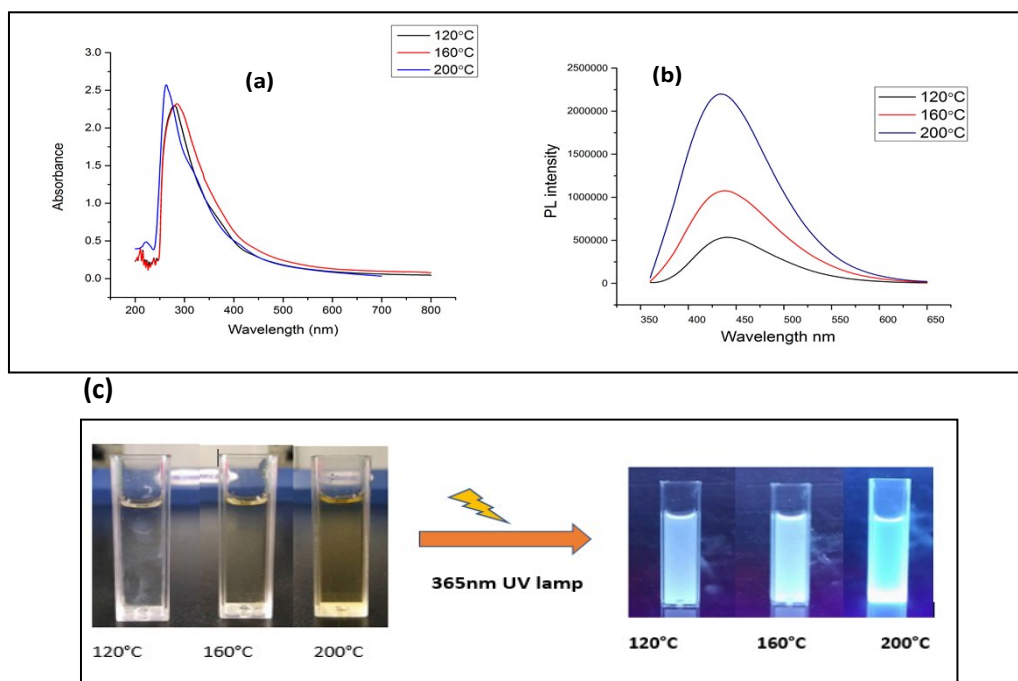 120°C
160°C
200°C
(a)
3.0
2.5
2.0
1.5
1.0
0.5
0.0
Absorbance
200 300 400 500 600 700 800
Wavelength (nm)
(b)
120°C
160°C
200°C
2500000
2000000
1500000
1000000
500000
0
PL intensity
350 400 450 500 550 600 650
Wavelength nm
(c)
365nm UV lamp
120°C 160°C 200°C
120°C 160°C 200°C